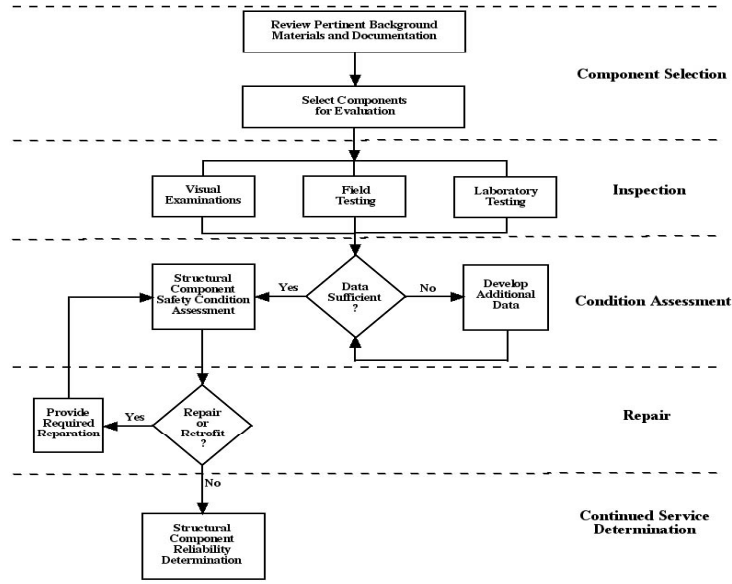 Review Pertinent Background
Materials and Documentation
Component Selection
Select Components
for Evaluation
Visual
Examinations
Field
Testing
Laboratory
Testing
Inspection
Structural
Component
Safety Condition
Assessment
Yes
Data
Sufficient
?
No
Develop
Additional
Data
Condition Assessment
Provide
Required
Reparation
Yes
Repair
or
Retrofit
?
Repair
No
Structural
Component
Reliability
Determination
Continued Service
Determination